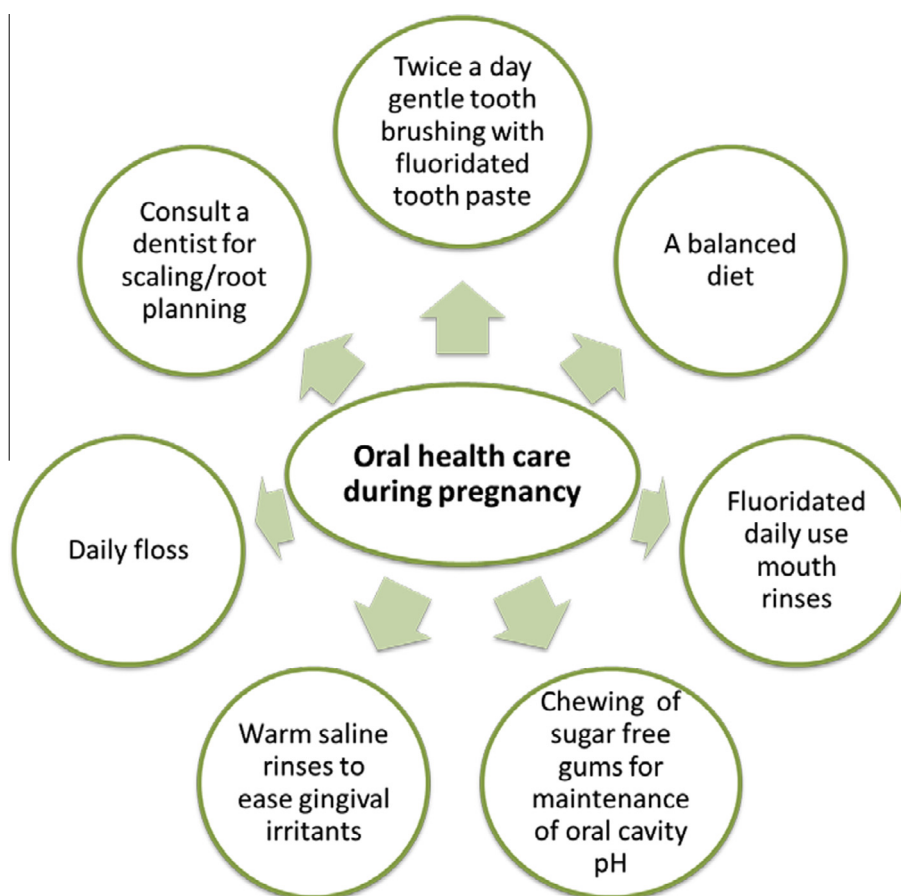 Twice a day
gentle tooth
brushing with
fluoridated
tooth paste
A balanced
diet
Fluoridated
daily use
mouth
rinses
Chewing of
sugar free
gums for
maintenance
of oral cavity
pH
Warm saline
rinses to
ease gingival
irritants
Daily floss
Consult a
dentist for
scaling/root
planning
Oral health care
during pregnancy